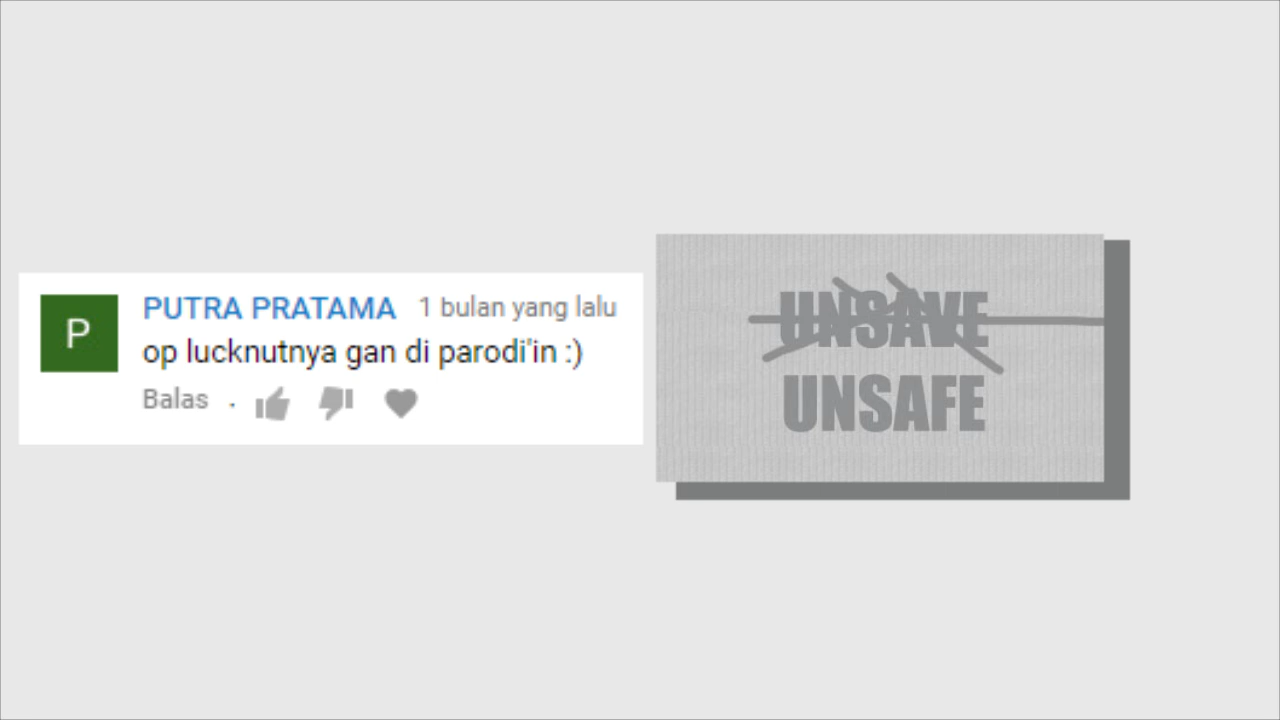 P
PUTRA PRATAMA 1 bulan yang lalu
op lucknutnya gan di parodi'in :)
Balas .
UNSAVE
UNSAFE